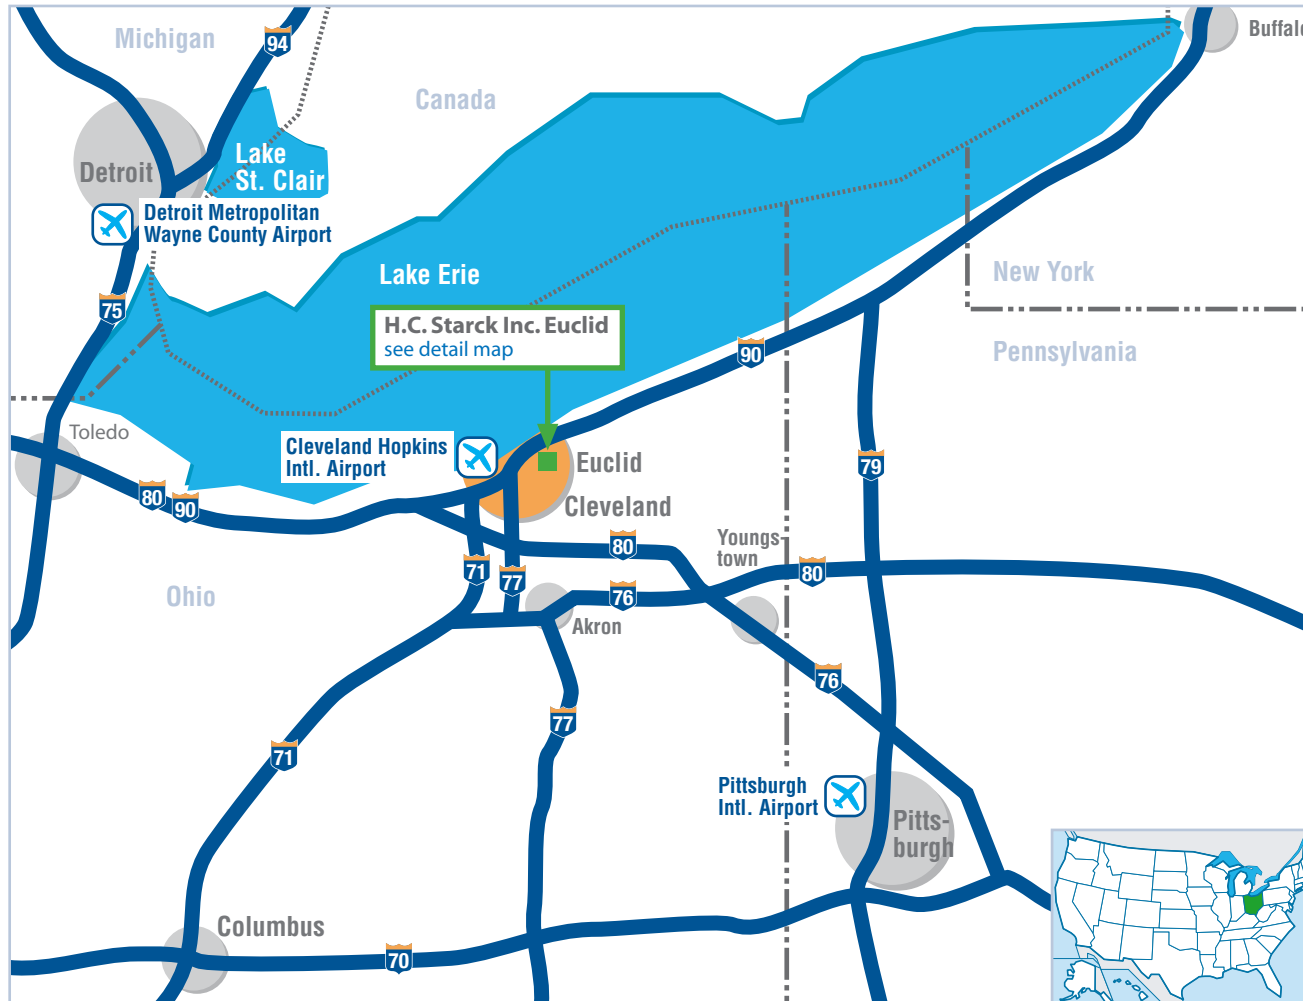 Michigan
94
Buffalo
Canada
Lake
St. Clair
Detroit
Detroit Metropolitan
Wayne County Airport
Lake Erie
New York
75
H.C. Starck Inc. Euclid
see detail map
90
Pennsylvania
Toledo
Cleveland Hopkins
Intl. Airport
Euclid
79
80
90
Cleveland
80
Youngs-
town
80
71
77
76
Ohio
Akron
76
77
71
Pittsburgh
Intl. Airport
Pitts-
burgh
Columbus
70